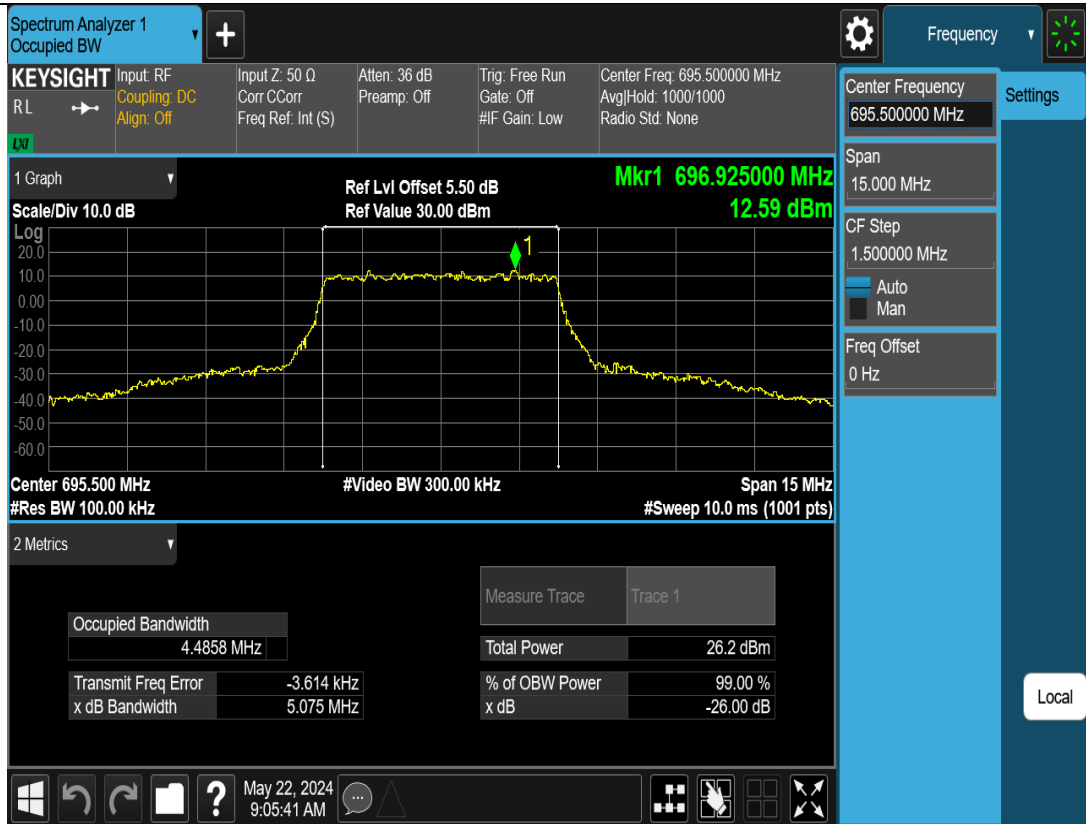 Spectrum Analyzer 1
Occupied BW
+
Frequency
KEYSIGHT
RL
LXI
Input: RF
Coupling: DC
Align: Off
Input Z: 50 Ω
Corr CCorr
Freq Ref: Int (S)
Atten: 36 dB
Preamp: Off
Trig: Free Run
Gate: Off
#IF Gain: Low
Center Freq: 695.500000 MHz
Avg|Hold: 1000/1000
Radio Std: None
Center Frequency
695.500000 MHz
Settings
Span
15.000 MHz
CF Step
1.500000 MHz
Auto
Man
Freq Offset
0 Hz
Local
1 Graph
Scale/Div 10.0 dB
Ref Lvl Offset 5.50 dB
Ref Value 30.00 dBm
Mkr1 696.925000 MHz
12.59 dBm
Log
20.0
10.0
0.00
-10.0
-20.0
-30.0
-40.0
-50.0
-60.0
1
Center 695.500 MHz
#Res BW 100.00 kHz
#Video BW 300.00 kHz
Span 15 MHz
#Sweep 10.0 ms (1001 pts)
2 Metrics
Measure Trace Trace 1
Occupied Bandwidth
4.4858 MHz
Total Power 26.2 dBm
Transmit Freq Error -3.614 kHz
% of OBW Power 99.00 %
x dB Bandwidth 5.075 MHz
x dB -26.00 dB
?
May 22, 2024
9:05:41 AM